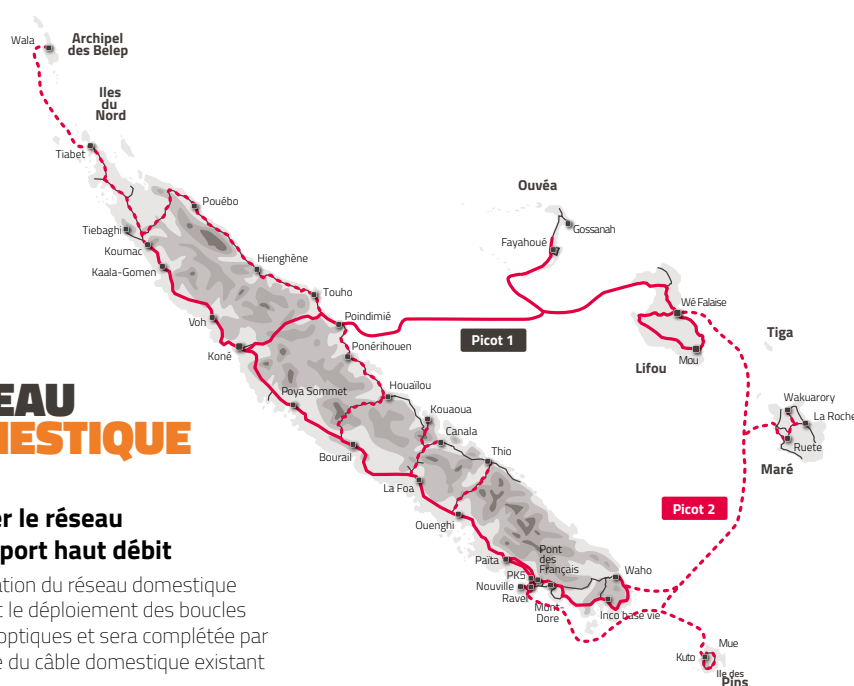 Wala
Archipel
des Bélep
Iles
du
Nord
Tiabet
Pouébo
Tiebaghi
Koumac
Kaala-Gomen
Hienghène
Touho
Voh
Koné
Poindimié
Ponérihouen
Ouvéa
Gossanah
Fayahoué
Picot 1
Wé Falaise
Lifou
Mou
Tiga
Wakuarory
La Roche
Ruete
Maré
Poya Sommet
Houaïlou
Kouaoua
Canala
Bourail
Thio
La Foa
Ouenghi
Picot 2
Païta
Pont
des
Français
PK5
Nouville
Ravel
Mont-
Dore
Waho
Inco base vie
Mue
Kuto
Ile des
Pins
EAU
MESTIQUE
er le réseau
port haut débit
ation du réseau domestique
t le déploiement des boucles
optiques et sera complétée par
e du câble domestique existant